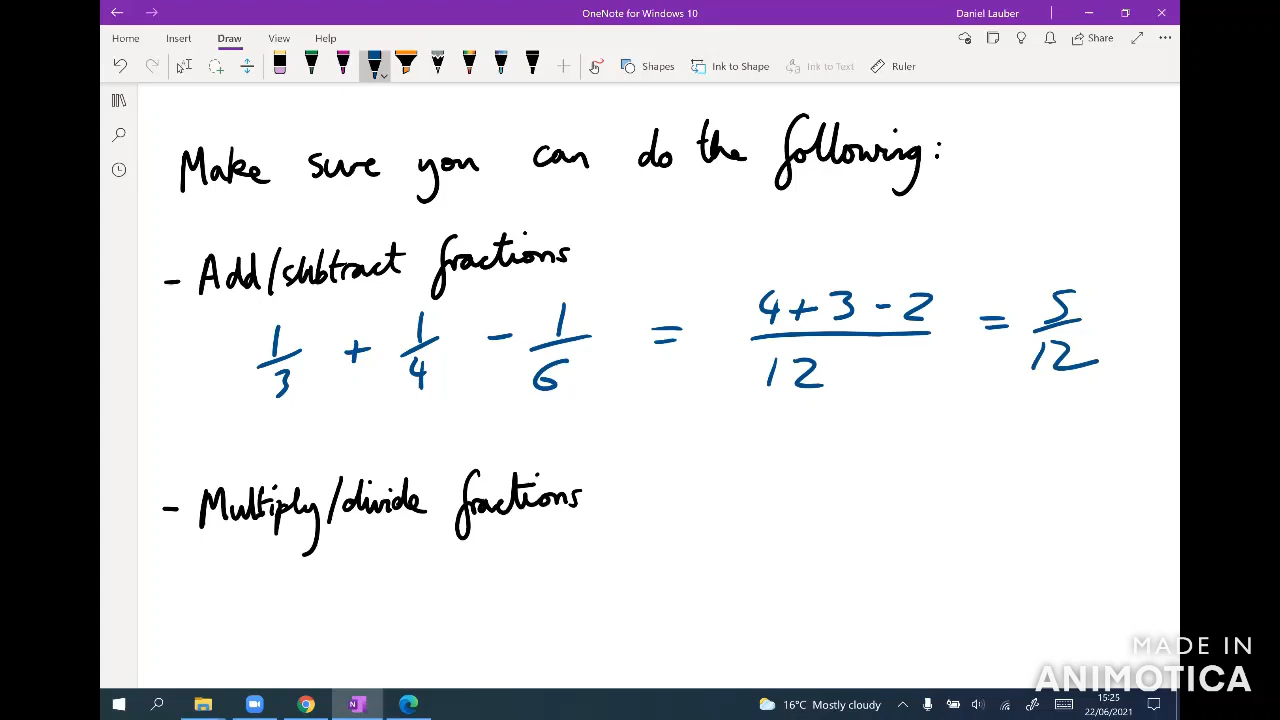 OneNote for Windows 10
Daniel Lauber
Home Insert Draw View Help
Share
Shapes Ink to Shape Ink to Text Ruler
Make sure you can do the following:
- Add/subtract fractions
1/3 + 1/4 - 1/6 = (4+3-2)/12 = 5/12
- Multiply/divide fractions
MADE IN
ANIMOTICA
16°C Mostly cloudy
15:25
22/06/2021